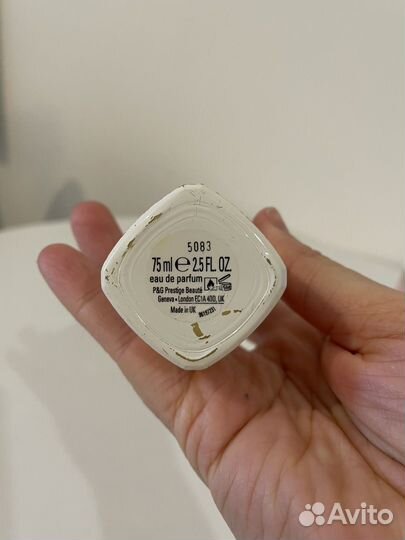 5083
75 ml e 2.5 FL. OZ.
eau de parfum
P&G Prestige Beauté
Geneva • London EC1A 4DD, UK
Made in UK
Avito